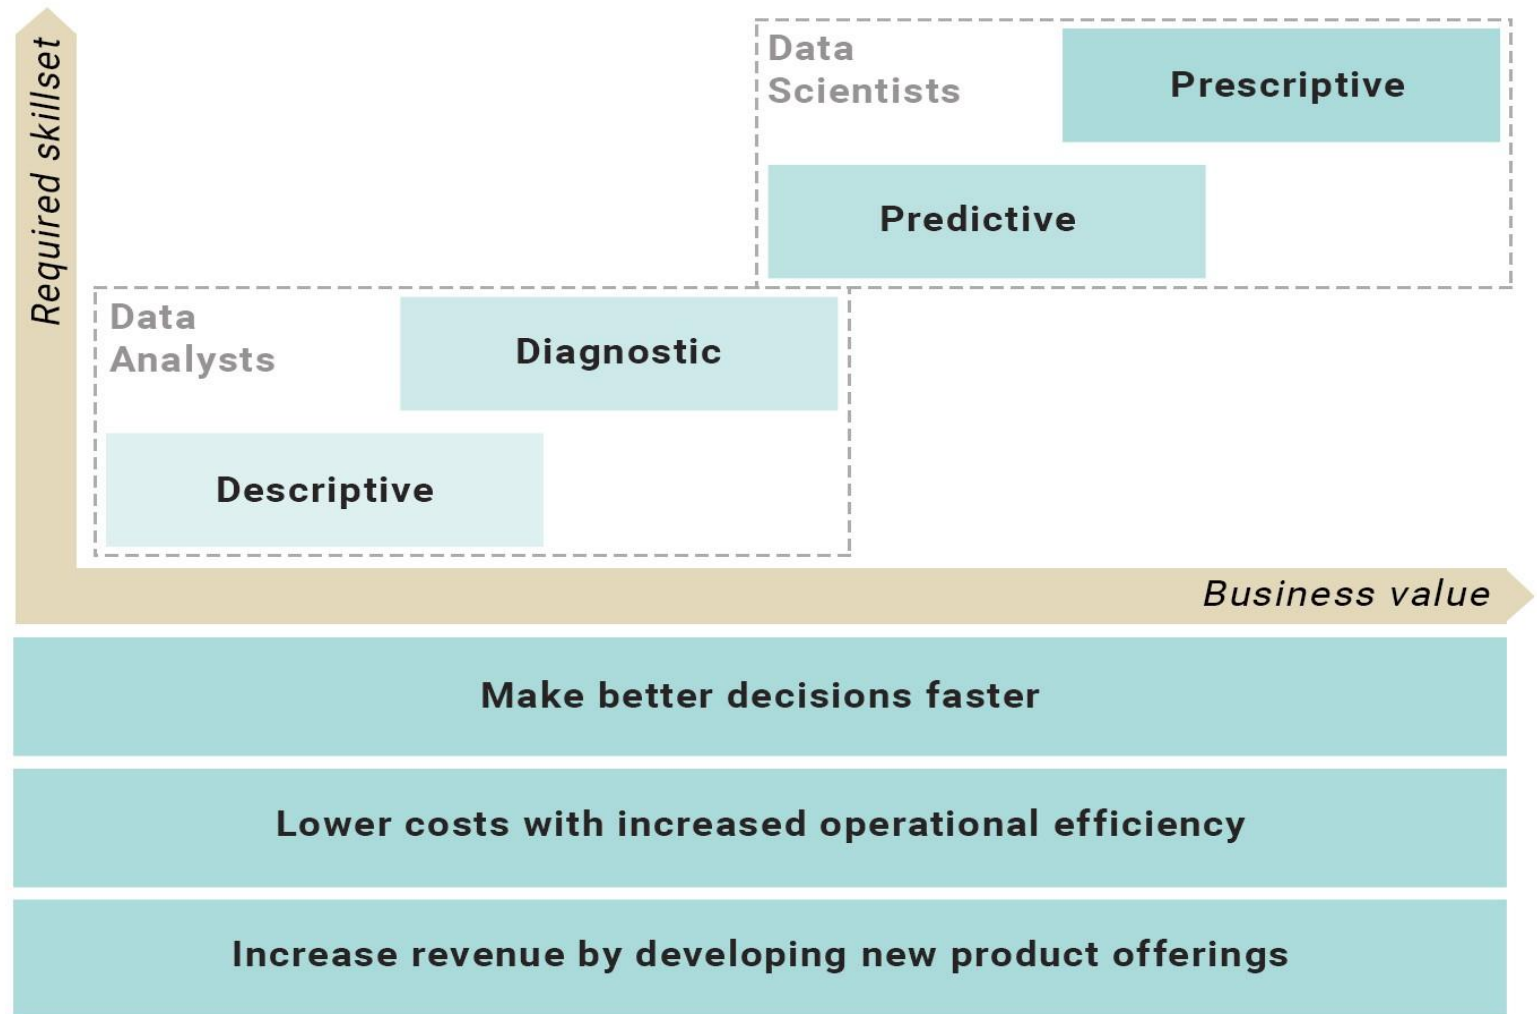 Required skillset
Data
Scientists
Prescriptive
Predictive
Data
Analysts
Diagnostic
Descriptive
Business value
Make better decisions faster
Lower costs with increased operational efficiency
Increase revenue by developing new product offerings